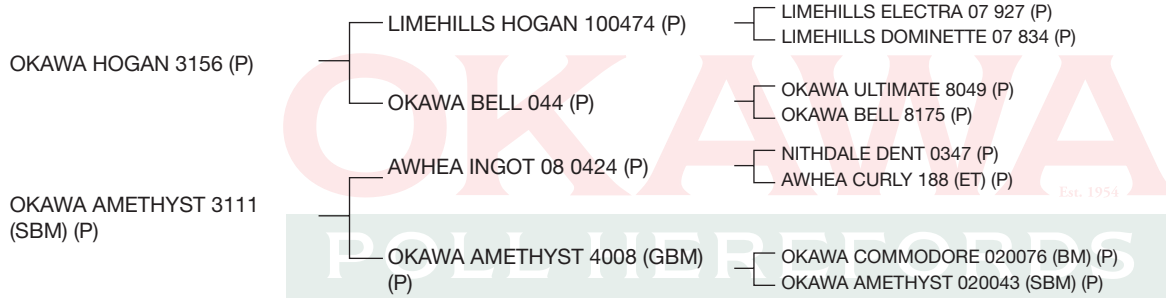 LIMEHILLS ELECTRA 07 927 (P)
LIMEHILLS HOGAN 100474 (P)
LIMEHILLS DOMINETTE 07 834 (P)
OKAWA HOGAN 3156 (P)
OKAWA ULTIMATE 8049 (P)
OKAWA BELL 044 (P)
OKAWA BELL 8175 (P)
OKAWA
NITHDALE DENT 0347 (P)
AWHEA INGOT 08 0424 (P)
AWHEA CURLY 188 (ET) (P)
Est. 1954
OKAWA AMETHYST 3111
(SBM) (P)
POLL HEREFORDS
OKAWA COMMODORE 020076 (BM) (P)
OKAWA AMETHYST 4008 (GBM)
(P)
OKAWA AMETHYST 020043 (SBM) (P)